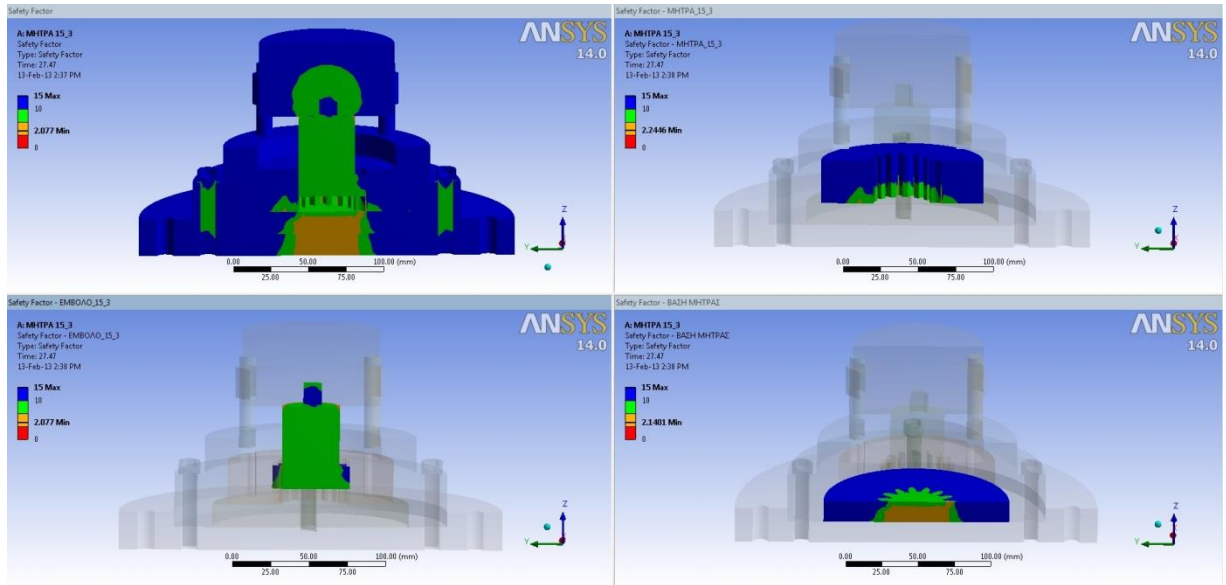 Safety Factor
A: ΜΗΤΡΑ 15_3
Safety Factor
Type: Safety Factor
Time: 27.47
13-Feb-13 2:37 PM
15 Max
10
2.077 Min
0
ANSYS
14.0
Z
Y
0.00 50.00 100.00 (mm)
25.00 75.00
Safety Factor - ΜΗΤΡΑ_15_3
A: ΜΗΤΡΑ 15_3
Safety Factor - ΜΗΤΡΑ_15_3
Type: Safety Factor
Time: 27.47
13-Feb-13 2:38 PM
15 Max
10
2.2446 Min
0
ANSYS
14.0
Z
Y
0.00 50.00 100.00 (mm)
25.00 75.00
Safety Factor - ΕΜΒΟΛΟ_15_3
A: ΜΗΤΡΑ 15_3
Safety Factor - ΕΜΒΟΛΟ_15_3
Type: Safety Factor
Time: 27.47
13-Feb-13 2:38 PM
15 Max
10
2.077 Min
0
ANSYS
14.0
Z
Y
0.00 50.00 100.00 (mm)
25.00 75.00
Safety Factor - ΒΑΣΗ ΜΗΤΡΑΣ
A: ΜΗΤΡΑ 15_3
Safety Factor - ΒΑΣΗ ΜΗΤΡΑΣ
Type: Safety Factor
Time: 27.47
13-Feb-13 2:38 PM
15 Max
10
2.1481 Min
0
ANSYS
14.0
Z
Y
0.00 50.00 100.00 (mm)
25.00 75.00